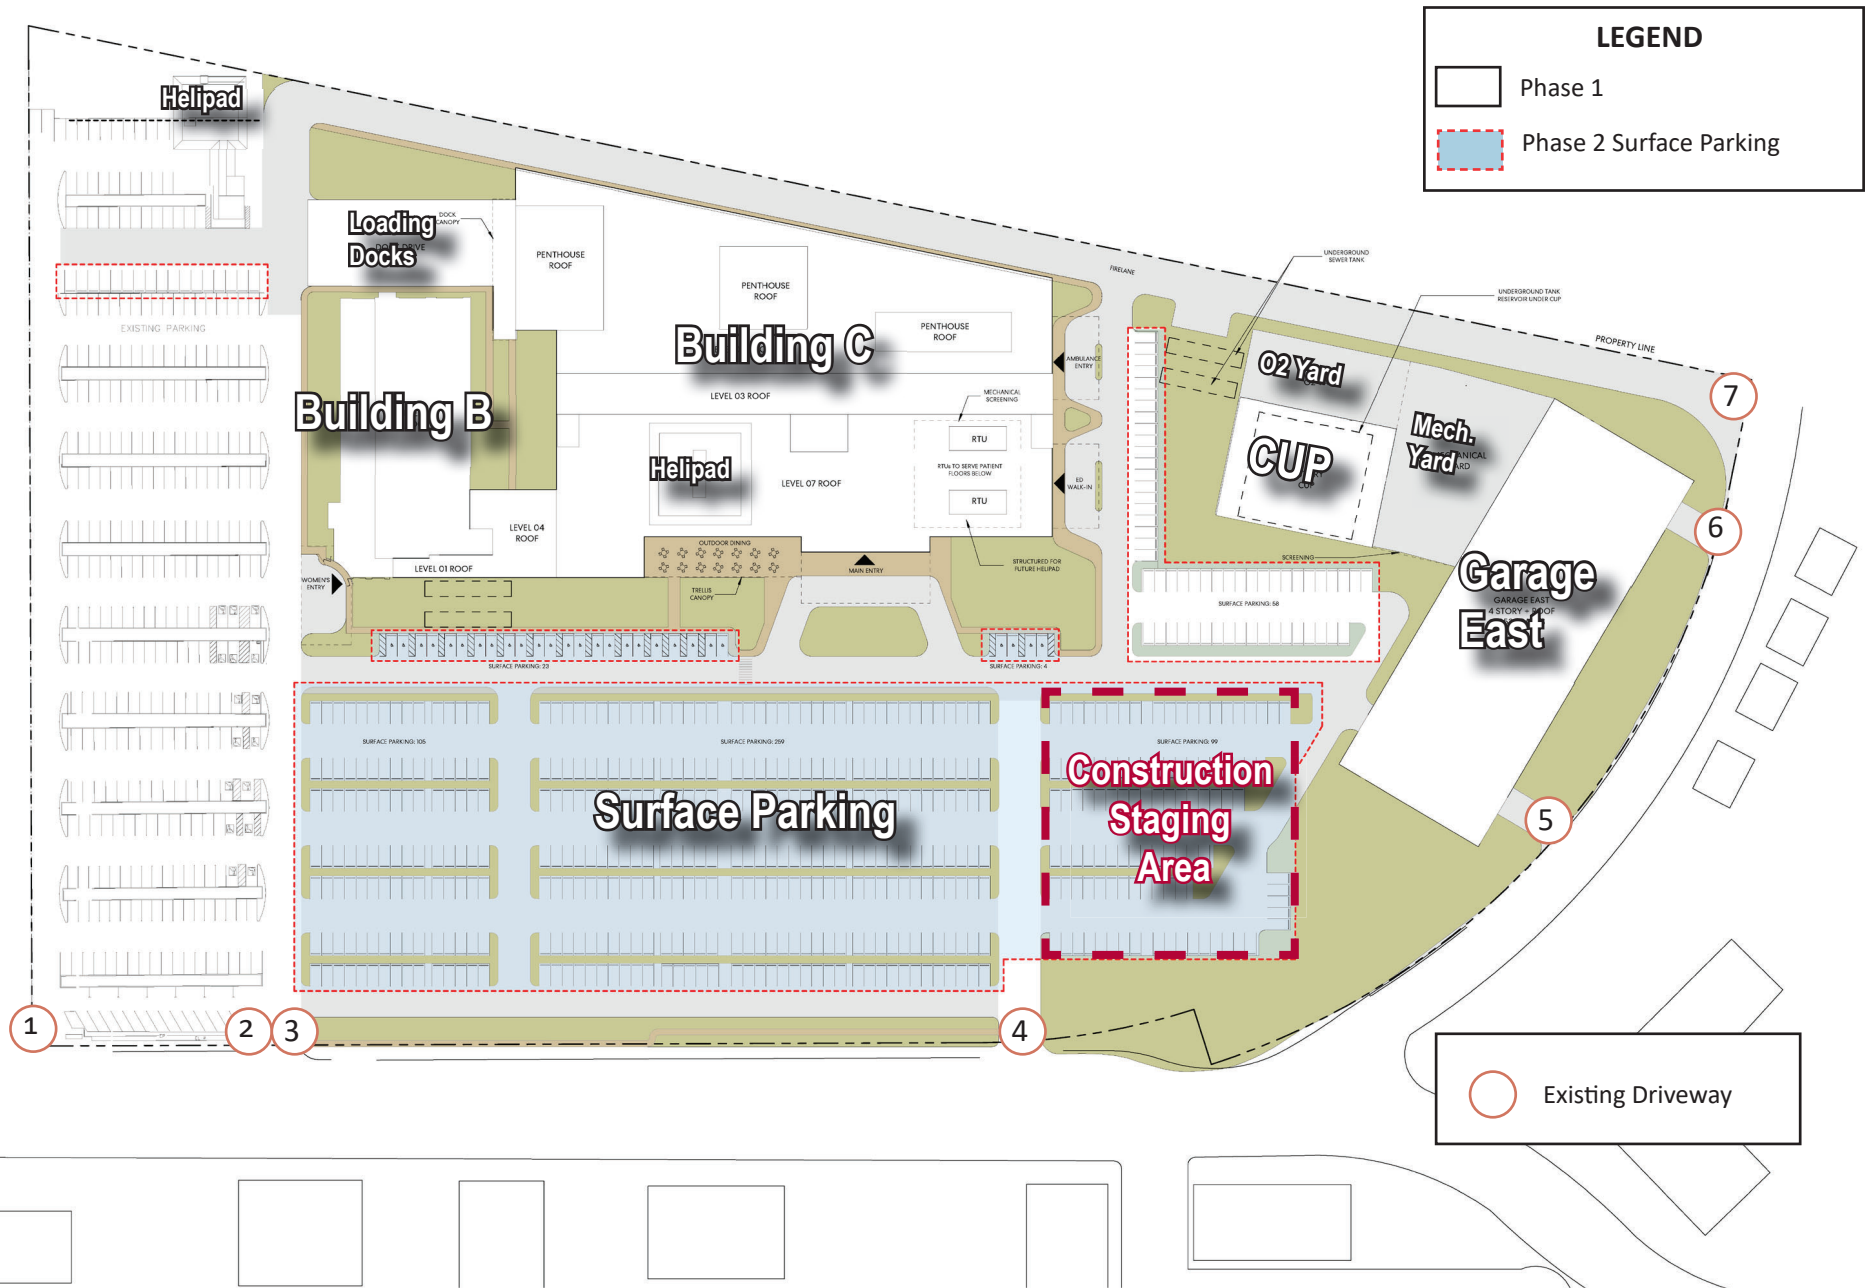 LEGEND
Phase 1
Phase 2 Surface Parking
Helipad
Loading
Docks
DOCK
CANOPY
PENTHOUSE
ROOF
PENTHOUSE
ROOF
PENTHOUSE
ROOF
Building C
Building B
EXISTING PARKING
LEVEL 03 ROOF
MECHANICAL
SCREENING
RTU
RTUs TO SERVE PATIENT
FLOORS BELOW
RTU
Helipad
LEVEL 07 ROOF
LEVEL 04
ROOF
LEVEL 01 ROOF
OUTDOOR DINING
MAIN ENTRY
TRELLIS
CANOPY
STRUCTURED FOR
FUTURE HELIPAD
WOMEN'S
ENTRY
AMBULANCE
ENTRY
ED
WALK-IN
FIRELANE
UNDERGROUND
SEWER TANK
UNDERGROUND TANK
RESERVOIR UNDER CUP
PROPERTY LINE
O2 Yard
CUP
Mech.
Yard
SCREENING
Garage
GARAGE EAST
4 STORY + ROOF
East
SURFACE PARKING: 58
SURFACE PARKING: 23
SURFACE PARKING: 4
SURFACE PARKING: 105
SURFACE PARKING: 259
SURFACE PARKING: 99
Surface Parking
Construction
Staging
Area
1
2
3
4
5
6
7
Existing Driveway